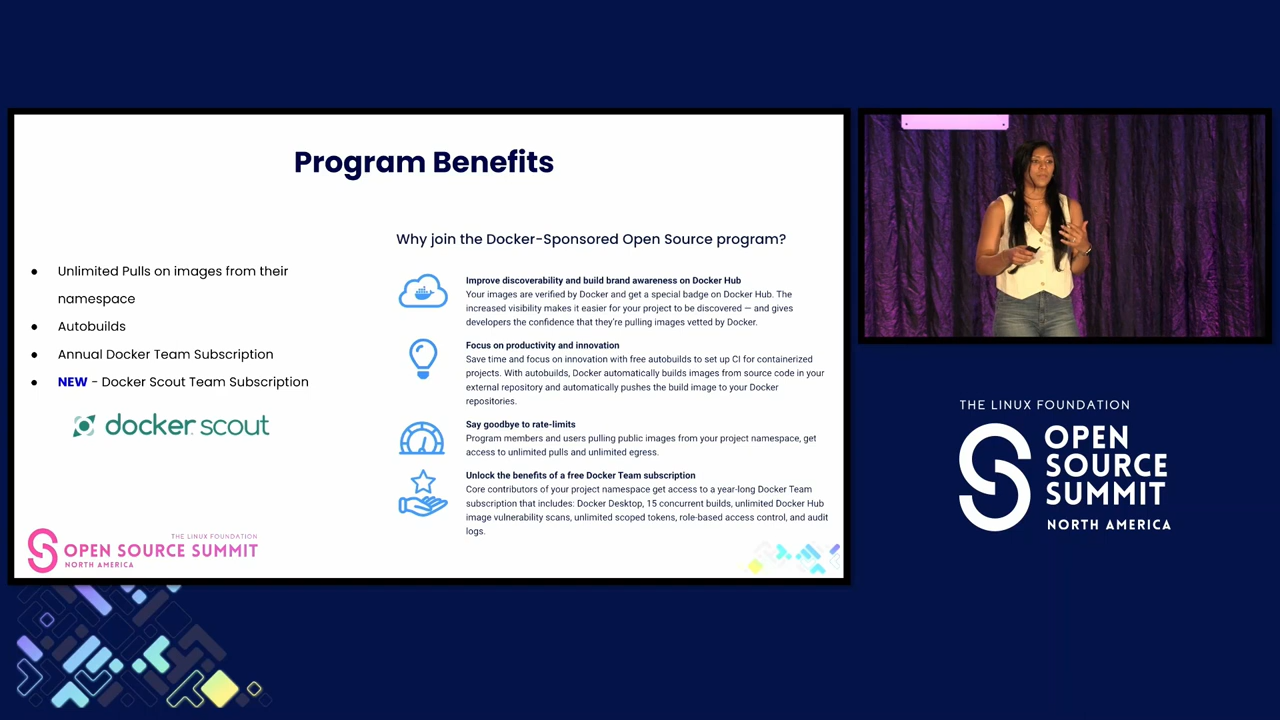 Program Benefits
● Unlimited Pulls on images from their
namespace
● Autobuilds
● Annual Docker Team Subscription
● NEW - Docker Scout Team Subscription
docker scout
Why join the Docker-Sponsored Open Source program?
Improve discoverability and build brand awareness on Docker Hub
Your images are verified by Docker and get a special badge on Docker Hub. The
increased visibility makes it easier for your project to be discovered — and gives
developers the confidence that they're pulling images vetted by Docker.
Focus on productivity and innovation
Save time and focus on innovation with free autobuilds to set up CI for containerized
projects. With autobuilds, Docker automatically builds images from source code in your
external repository and automatically pushes the build image to your Docker
repositories.
Say goodbye to rate-limits
Program members and users pulling public images from your project namespace, get
access to unlimited pulls and unlimited egress.
Unlock the benefits of a free Docker Team subscription
Core contributors of your project namespace get access to a year-long Docker Team
subscription that includes: Docker Desktop, 15 concurrent builds, unlimited Docker Hub
image vulnerability scans, unlimited scoped tokens, role-based access control, and audit
logs.
THE LINUX FOUNDATION
OPEN SOURCE SUMMIT
NORTH AMERICA
THE LINUX FOUNDATION
OPEN
SOURCE
SUMMIT
NORTH AMERICA